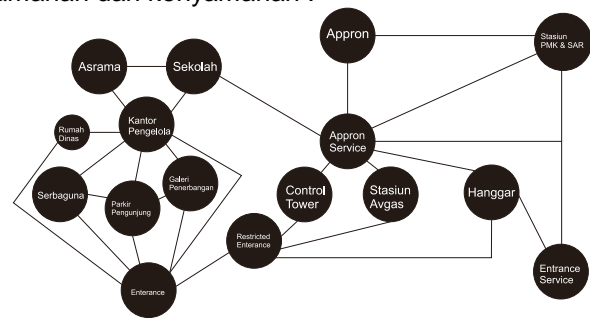 dan kenyamanan .
Appron
Stasiun
PMK & SAR
Asrama
Sekolah
Kantor
Pengelola
Rumah
Dinas
Appron
Service
Galeri
Penerbangan
Serbaguna
Parkir
Pengunjung
Control
Tower
Stasiun
Avgas
Hanggar
Restricted
Enterance
Enterance
Entrance
Service